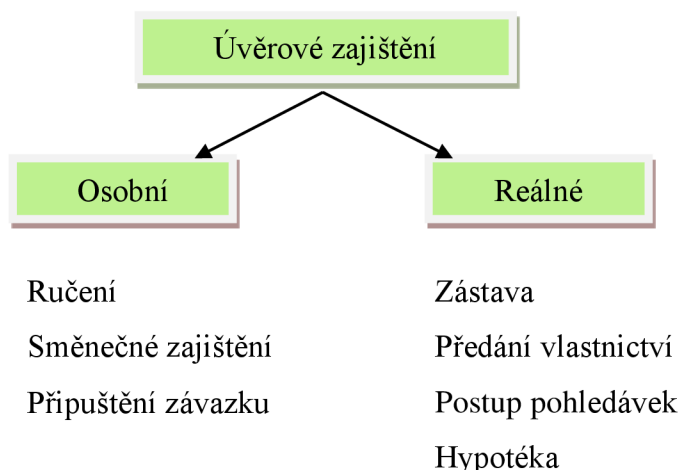 Úvěrové zajištění
Osobní
Reálné
Ručení
Směnečné zajištění
Připuštění závazku
Zástava
Předání vlastnictví
Postup pohledávek
Hypotéka